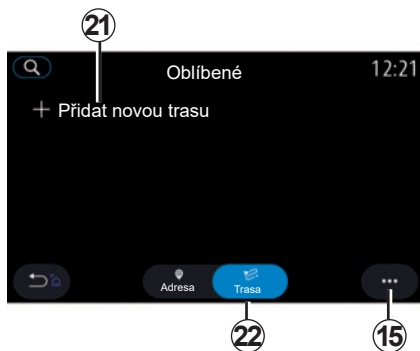 21
Oblíbené
12:21
Přidat novou trasu
Adresa
Trasa
22
15